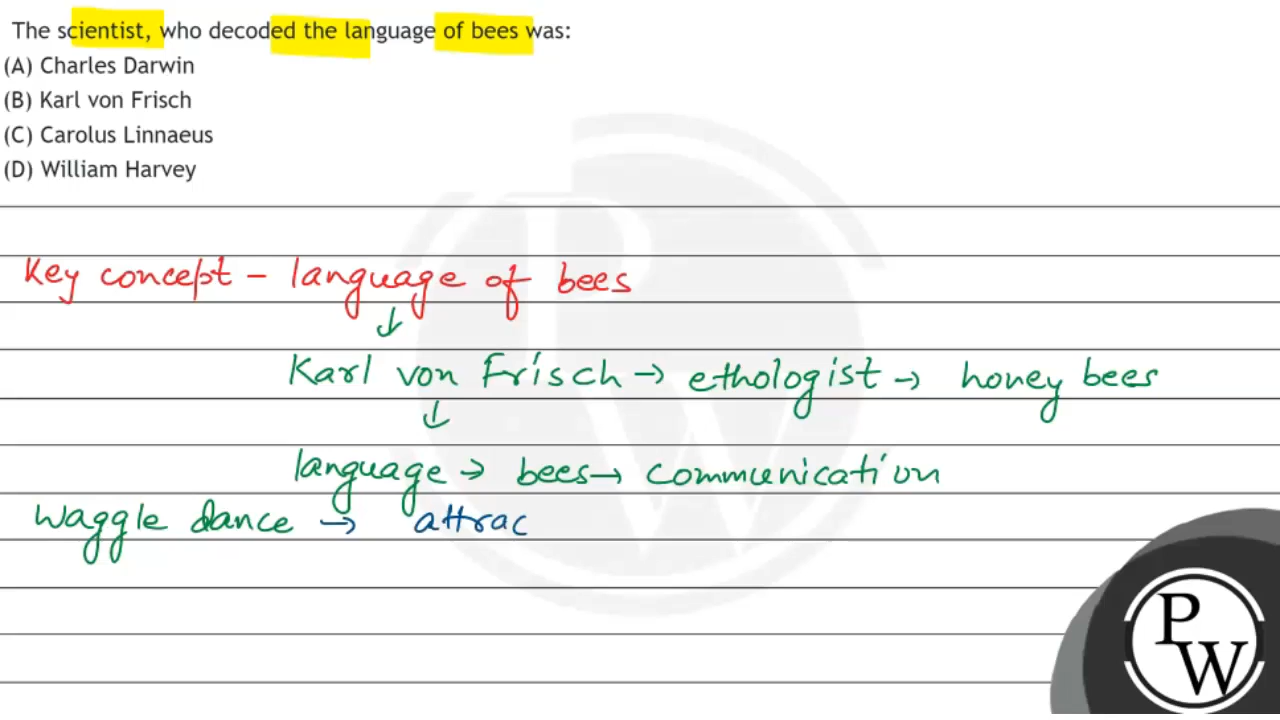 The scientist, who decoded the language of bees was:
(A) Charles Darwin
(B) Karl von Frisch
(C) Carolus Linnaeus
(D) William Harvey
Key concept - language of bees
↓
Karl von Frisch → ethologist → honey bees
↓
language → bees → communication
Waggle dance → attrac
PW
PW